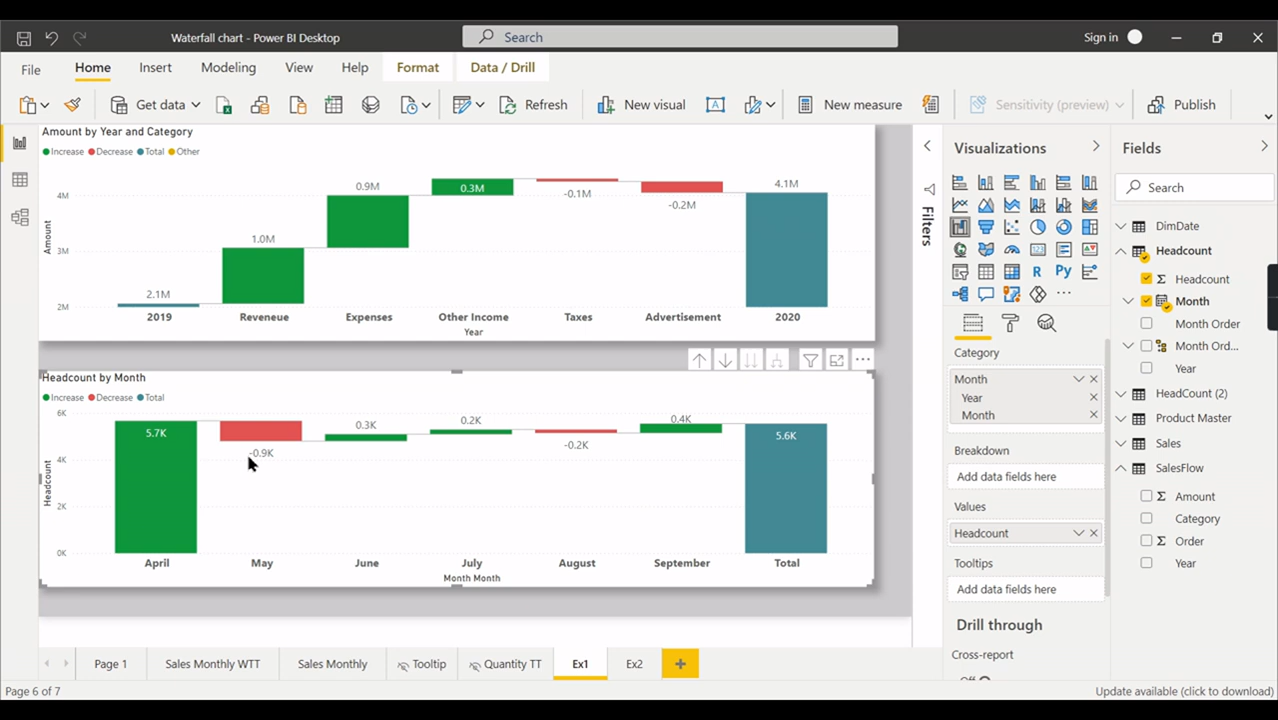 Waterfall chart - Power BI Desktop
Search
Sign in
File
Home
Insert
Modeling
View
Help
Format
Data / Drill
Get data
Refresh
New visual
New measure
Sensitivity (preview)
Publish
Amount by Year and Category
Increase Decrease Total Other
4M
3M
2M
Amount
2.1M
1.0M
0.9M
0.3M
-0.1M
-0.2M
4.1M
2019
Reveneue
Expenses
Other Income
Taxes
Advertisement
2020
Year
Headcount by Month
Increase Decrease Total
6K
4K
2K
0K
Headcount
5.7K
-0.9K
0.3K
0.2K
-0.2K
0.4K
5.6K
April
May
June
July
August
September
Total
Month Month
Filters
Visualizations
R
Py
Category
Month
Year
Month
Breakdown
Add data fields here
Values
Headcount
Tooltips
Add data fields here
Drill through
Cross-report
Off
Fields
Search
DimDate
Headcount
Headcount
Month
Month Order
Month Ord...
Year
HeadCount (2)
Product Master
Sales
SalesFlow
Amount
Category
Order
Year
Page 1
Sales Monthly WTT
Sales Monthly
Tooltip
Quantity TT
Ex1
Ex2
Page 6 of 7
Update available (click to download)